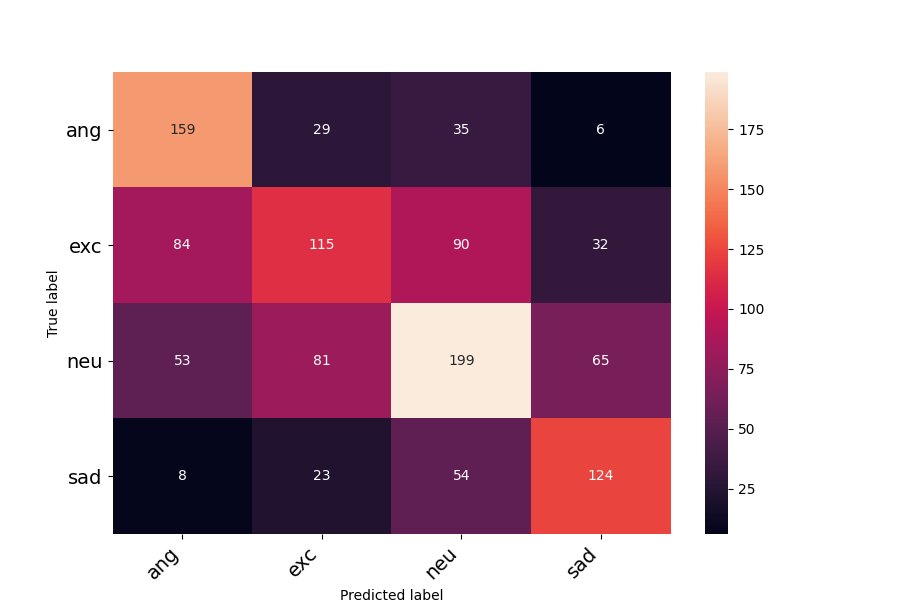 ang 159 29 35 6
exc 84 115 90 32
neu 53 81 199 65
sad 8 23 54 124
ang exc neu sad
True label
Predicted label
175
150
125
100
75
50
25